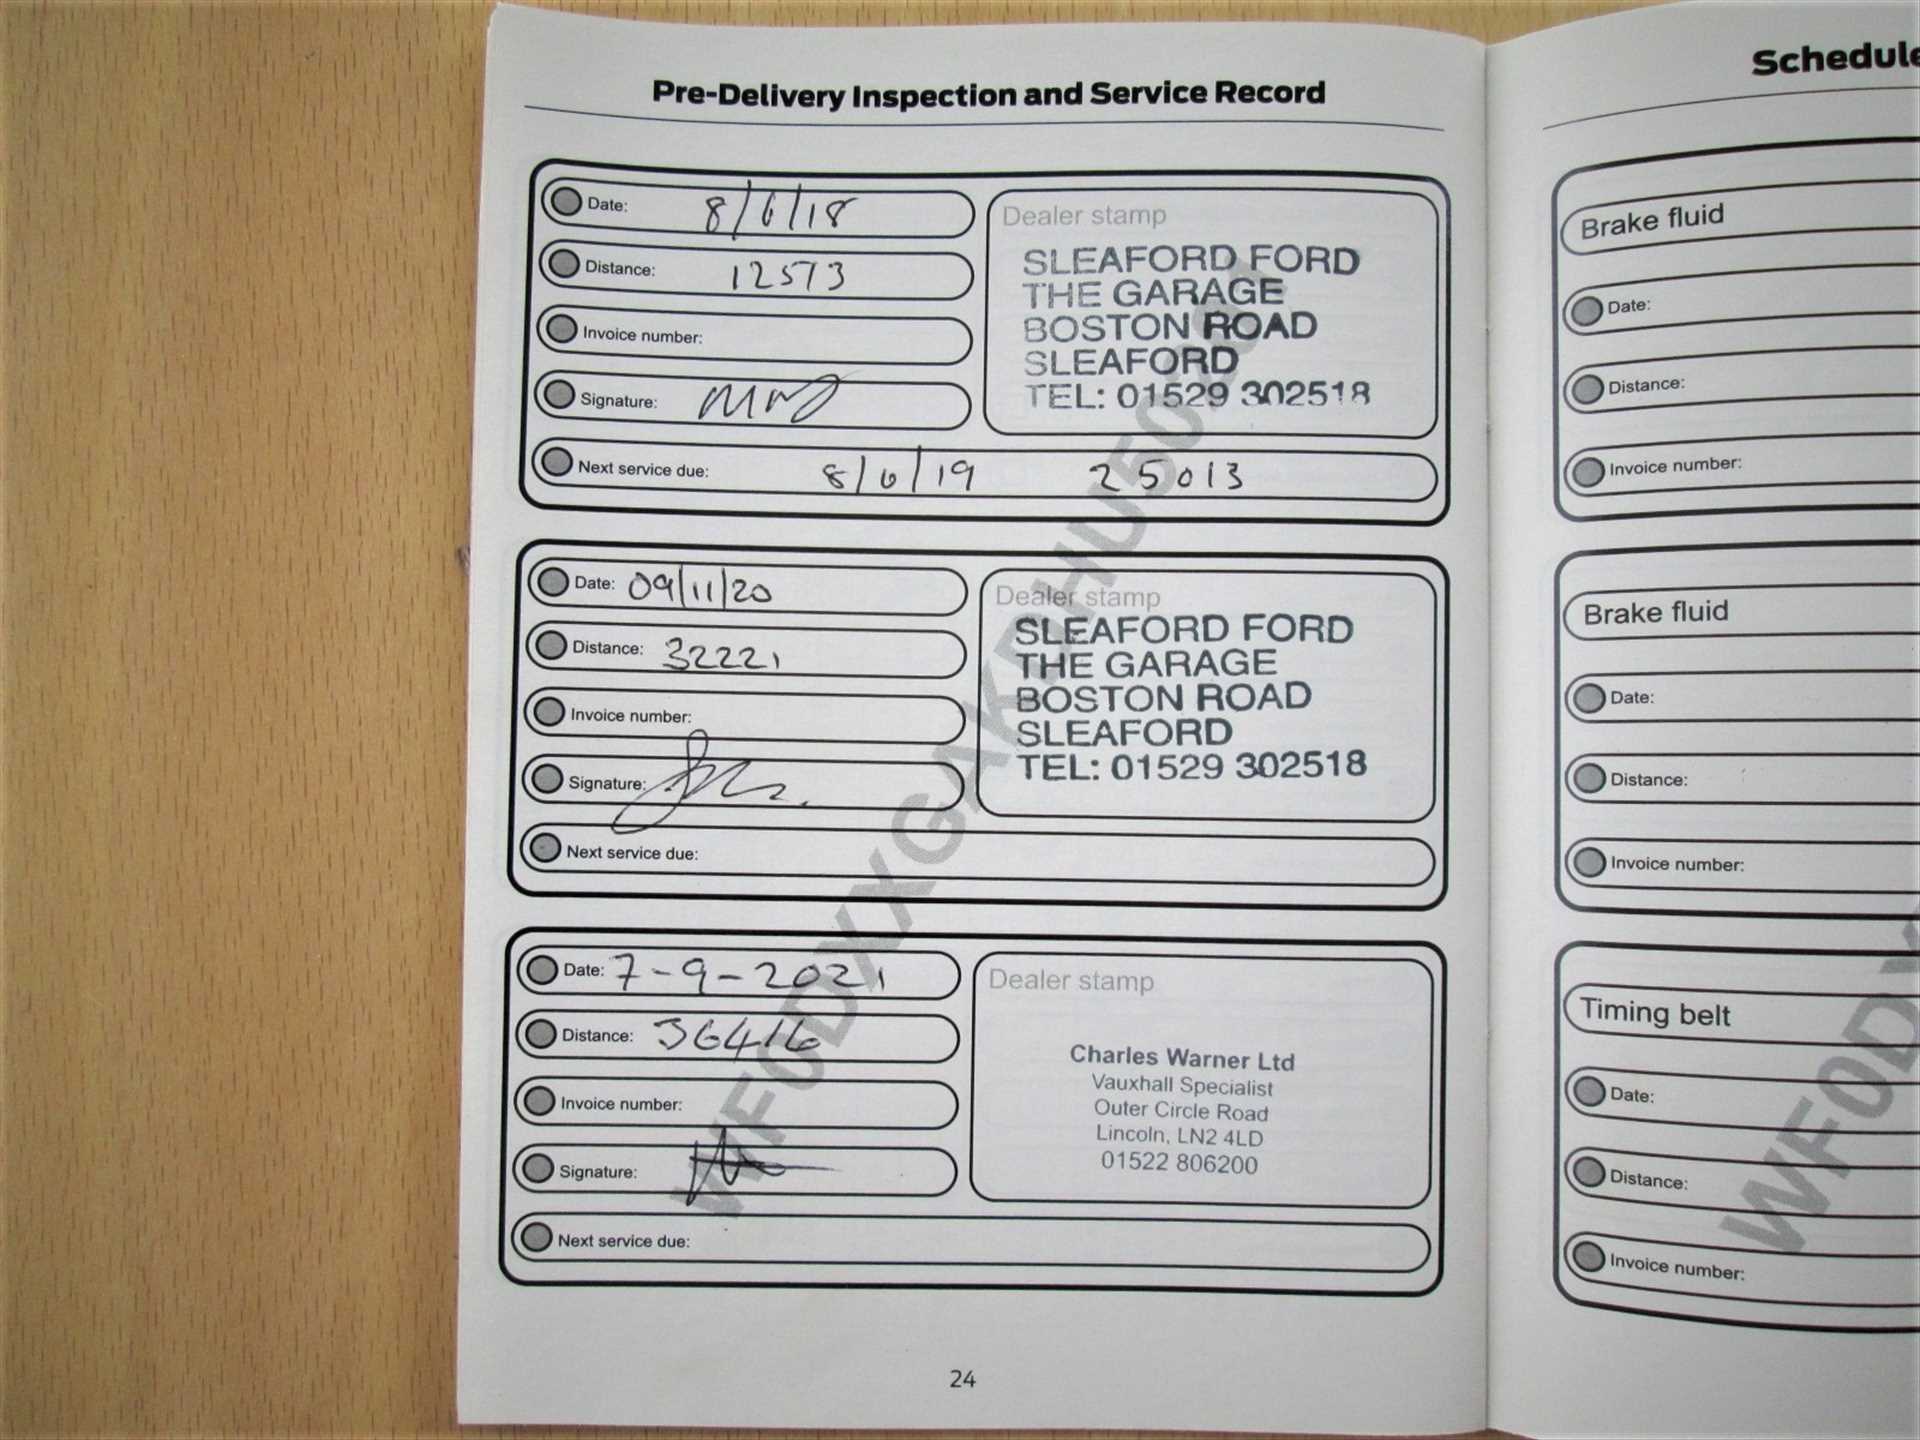 Pre-Delivery Inspection and Service Record
Date: 8/6/18
Distance: 12513
Invoice number:
Signature:
Next service due: 8/6/19 25013
Dealer stamp
SLEAFORD FORD
THE GARAGE
BOSTON ROAD
SLEAFORD
TEL: 01529 302518
Date: 09/11/20
Distance: 32221
Invoice number:
Signature:
Next service due:
Dealer stamp
SLEAFORD FORD
THE GARAGE
BOSTON ROAD
SLEAFORD
TEL: 01529 302518
Date: 7-9-2021
Distance: 36416
Invoice number:
Signature:
Next service due:
Dealer stamp
Charles Warner Ltd
Vauxhall Specialist
Outer Circle Road
Lincoln, LN2 4LD
01522 806200
24
Schedule
Brake fluid
Date:
Distance:
Invoice number:
Brake fluid
Date:
Distance:
Invoice number:
Timing belt
Date:
Distance:
Invoice number:
WF0DX